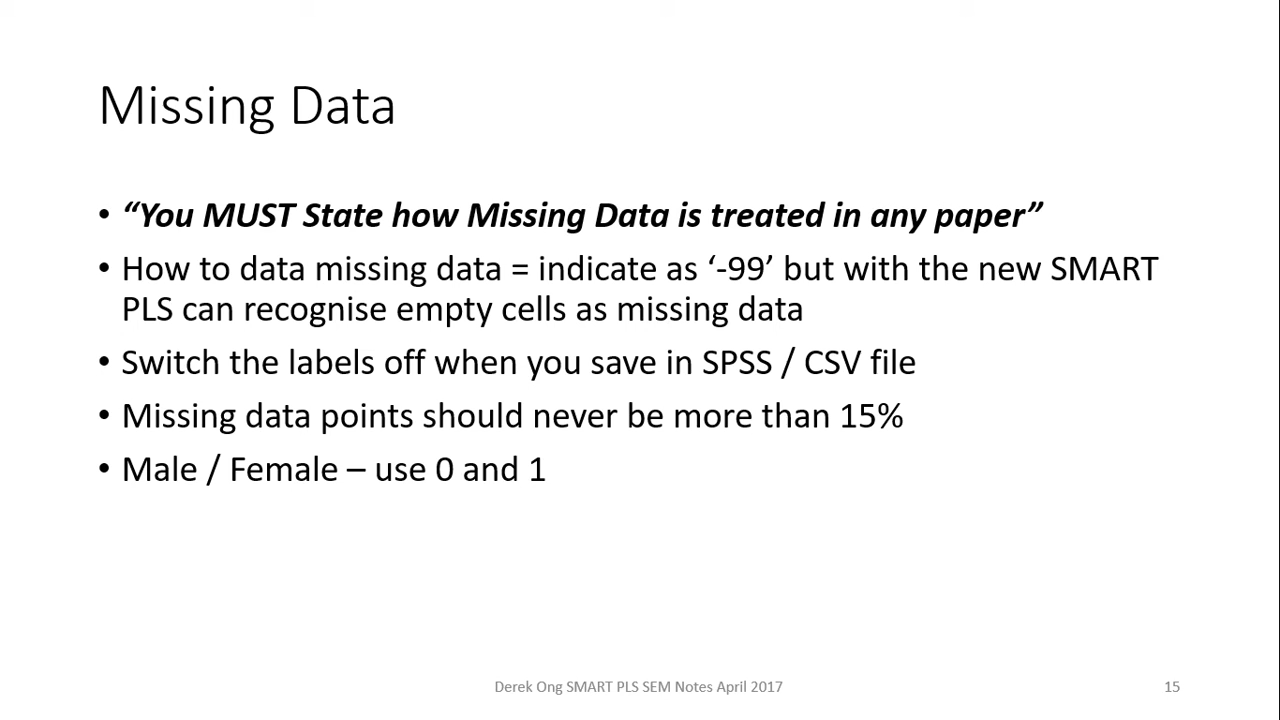 Missing Data
• “You MUST State how Missing Data is treated in any paper”
• How to data missing data = indicate as ‘-99’ but with the new SMART
PLS can recognise empty cells as missing data
• Switch the labels off when you save in SPSS / CSV file
• Missing data points should never be more than 15%
• Male / Female – use 0 and 1
Derek Ong SMART PLS SEM Notes April 2017
15